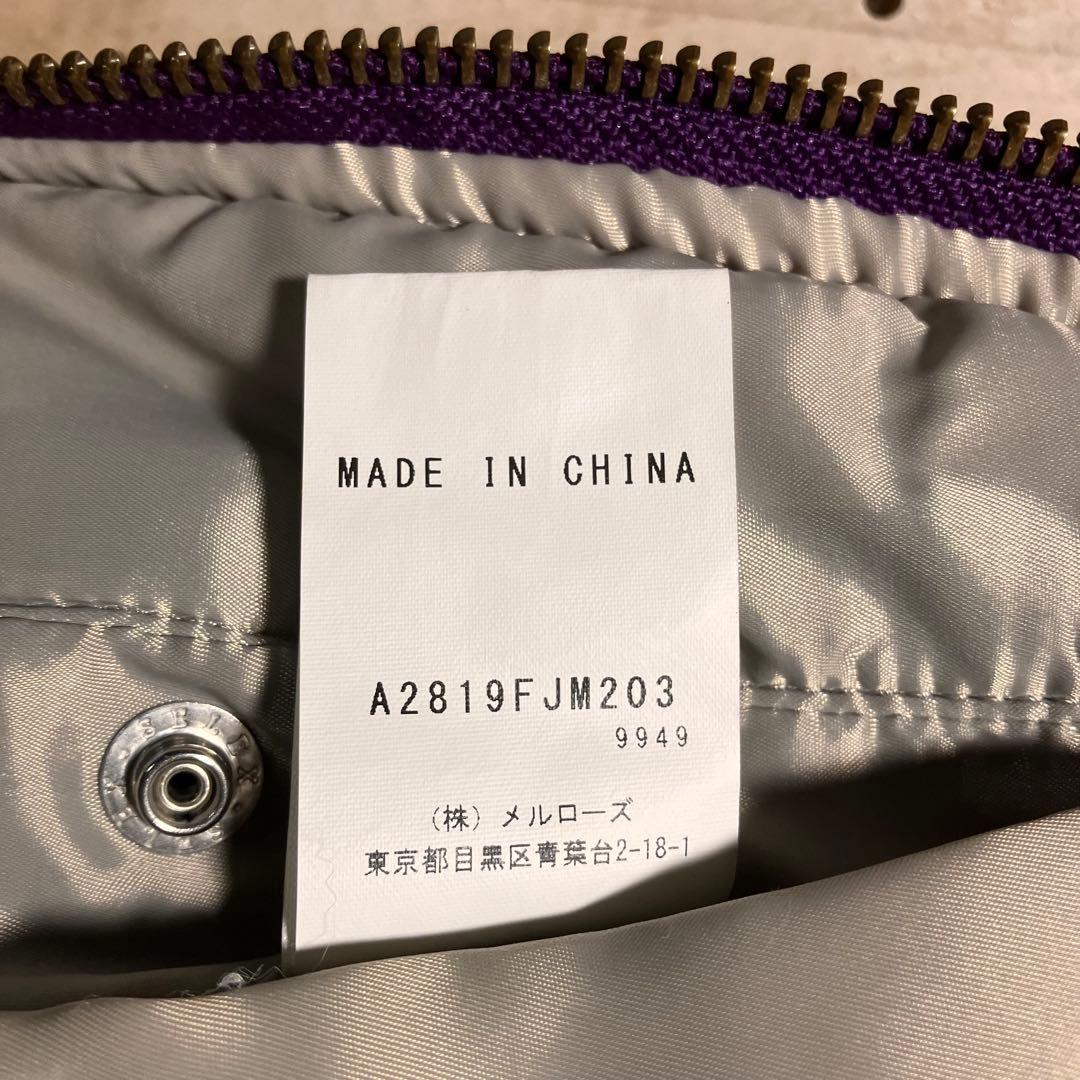 MADE IN CHINA
A2819FJM203
9949
(株) メルローズ
東京都目黒区青葉台2-18-1